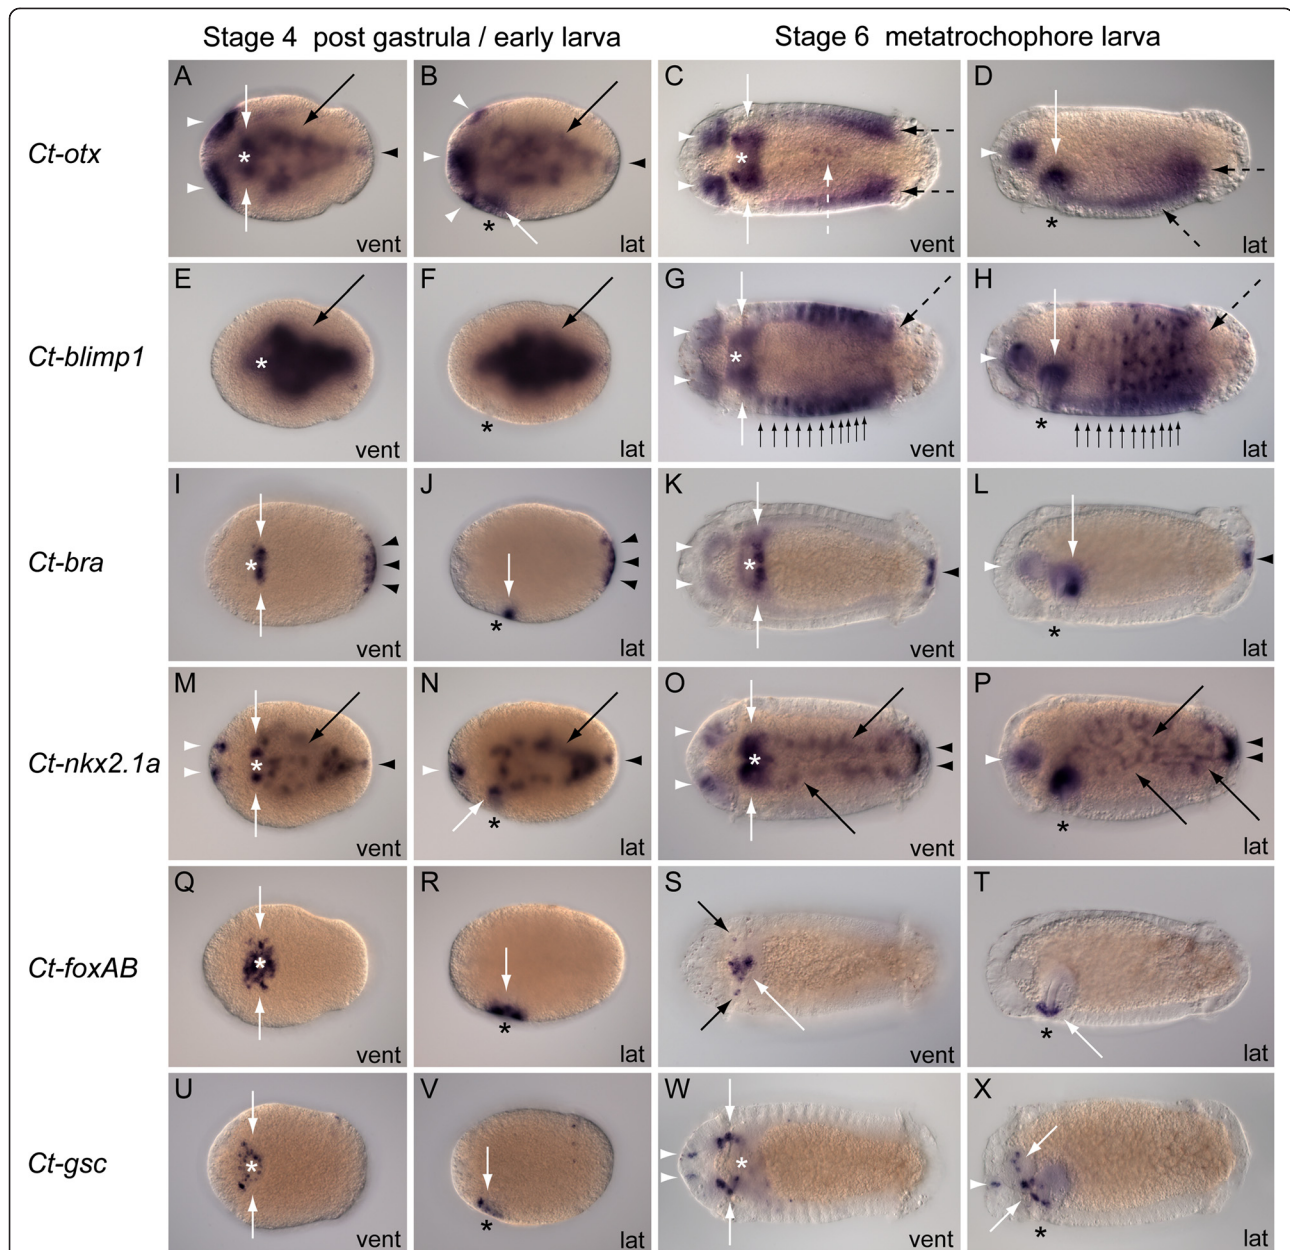 Stage 4 post gastrula / early larva
Stage 6 metatrochophore larva
Ct-otx
A
*
vent
B
*
lat
C
*
vent
D
*
lat
Ct-blimp1
E
*
vent
F
*
lat
G
*
vent
H
*
lat
Ct-bra
I
*
vent
J
*
lat
K
*
vent
L
*
lat
Ct-nkx2.1a
M
*
vent
N
*
lat
O
*
vent
P
*
lat
Ct-foxAB
Q
*
vent
R
*
lat
S
vent
T
*
lat
Ct-gsc
U
*
vent
V
*
lat
W
*
vent
X
*
lat